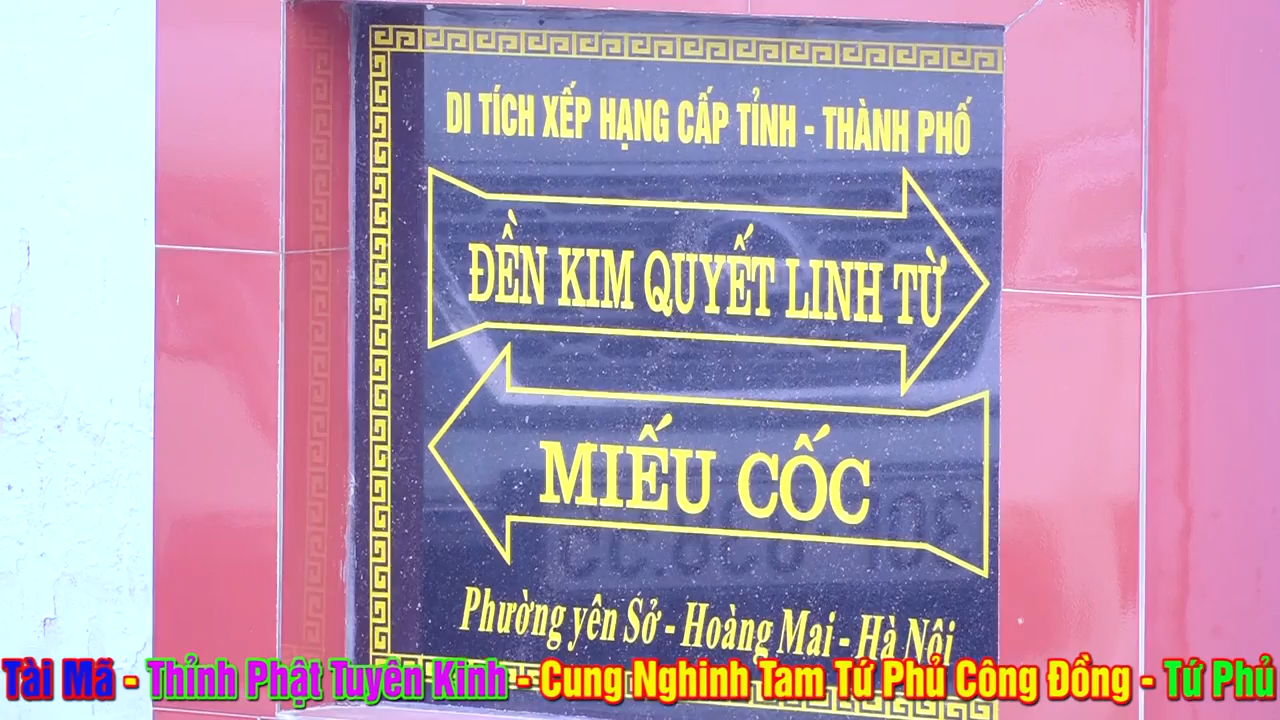 DI TÍCH XẾP HẠNG CẤP TỈNH - THÀNH PHỐ
ĐỀN KIM QUYẾT LINH TỪ
MIẾU CỐC
Phường yên Sở - Hoàng Mai - Hà Nội
Tài Mã - Thỉnh Phật Tuyên Kinh - Cung Nghinh Tam Tứ Phủ Công Đồng - Tứ Phủ